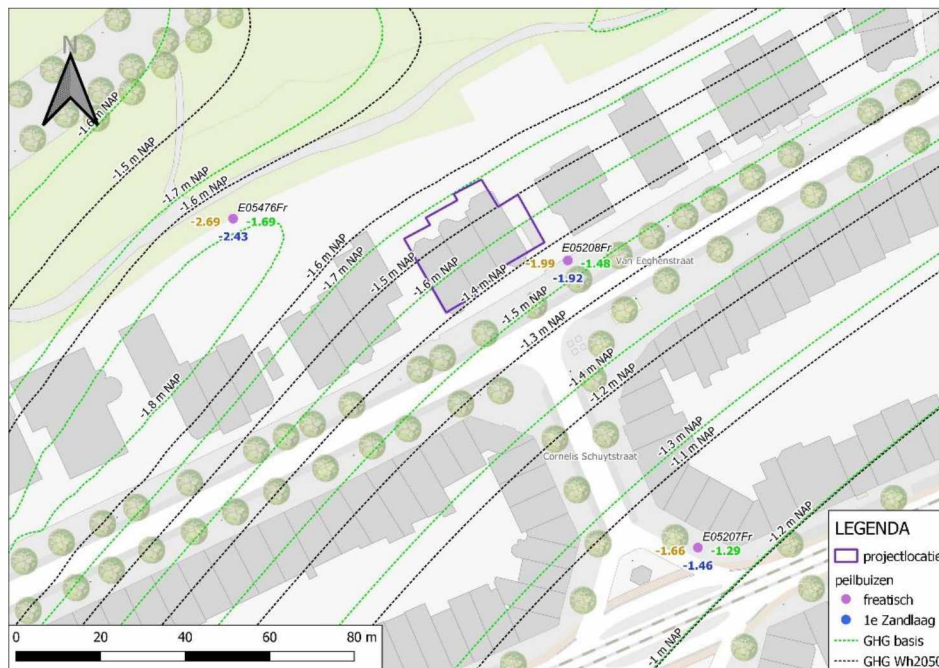 N
-1.6 m NAP
-1.5 m NAP
-1.7 m NAP
-1.6 m NAP
E05476Fr
-2.69 -1.69
-2.43
-1.6 m NAP
-1.7 m NAP
-1.5 m NAP
-1.6 m NAP
-1.4 m NAP
E05208Fr
-1.99 -1.48
-1.92
Van Eeghenstraat
-1.5 m NAP
-1.3 m NAP
-1.8 m NAP
-1.4 m NAP
-1.2 m NAP
-1.3 m NAP
-1.1 m NAP
Cornelis Schuytstraat
-1.2 m NAP
E05207Fr
-1.66 -1.29
-1.46
-1 m NAP
LEGENDA
projectlocatie
peilbuizen
freatisch
1e Zandlaag
GHG basis
GHG Wh2050
0 20 40 60 80 m